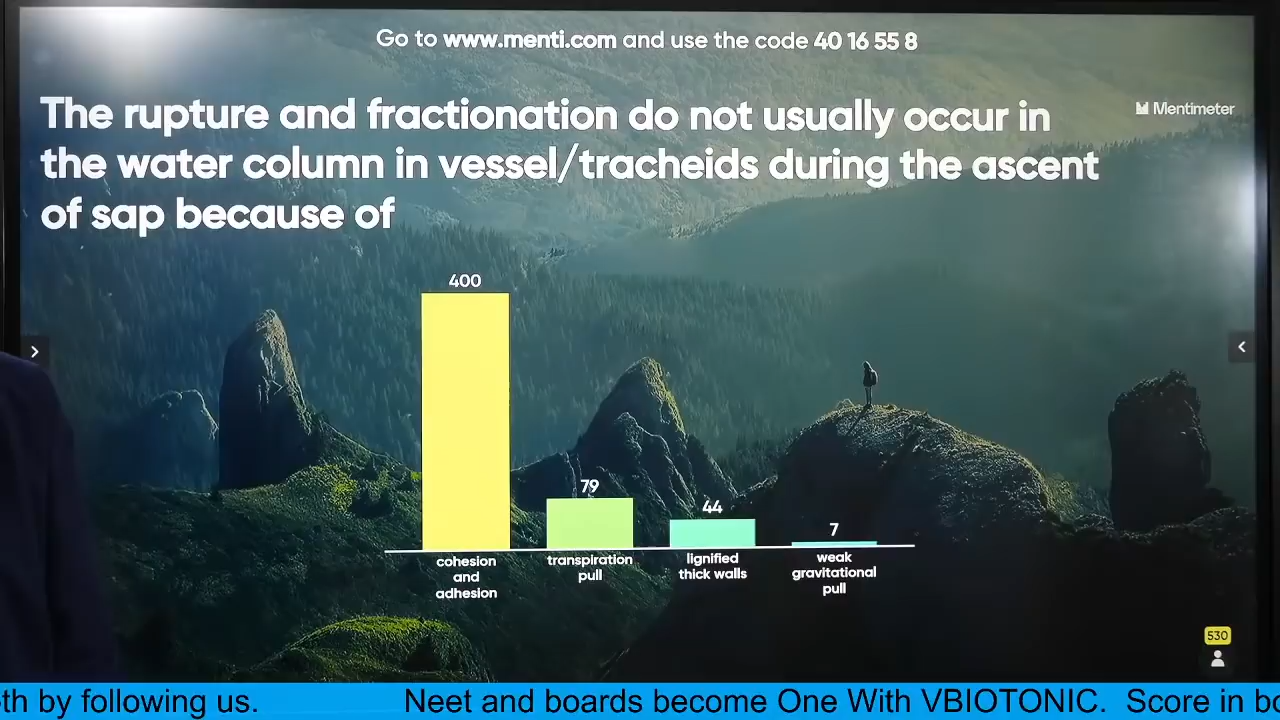 Go to www.menti.com and use the code 40 16 55 8
The rupture and fractionation do not usually occur in
the water column in vessel/tracheids during the ascent
of sap because of
Mentimeter
400
79
44
7
cohesion
and
adhesion
transpiration
pull
lignified
thick walls
weak
gravitational
pull
530
eth by following us. Neet and boards become One With VBIOTONIC. Score in bo